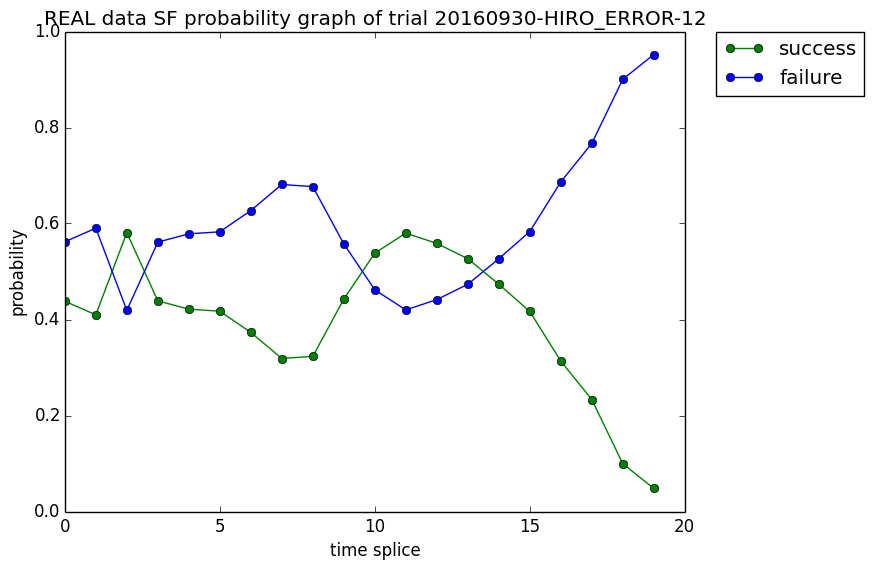 REAL data SF probability graph of trial 20160930-HIRO_ERROR-12
success
failure
1.0
0.8
0.6
0.4
0.2
0.0
probability
0
5
10
15
20
time splice